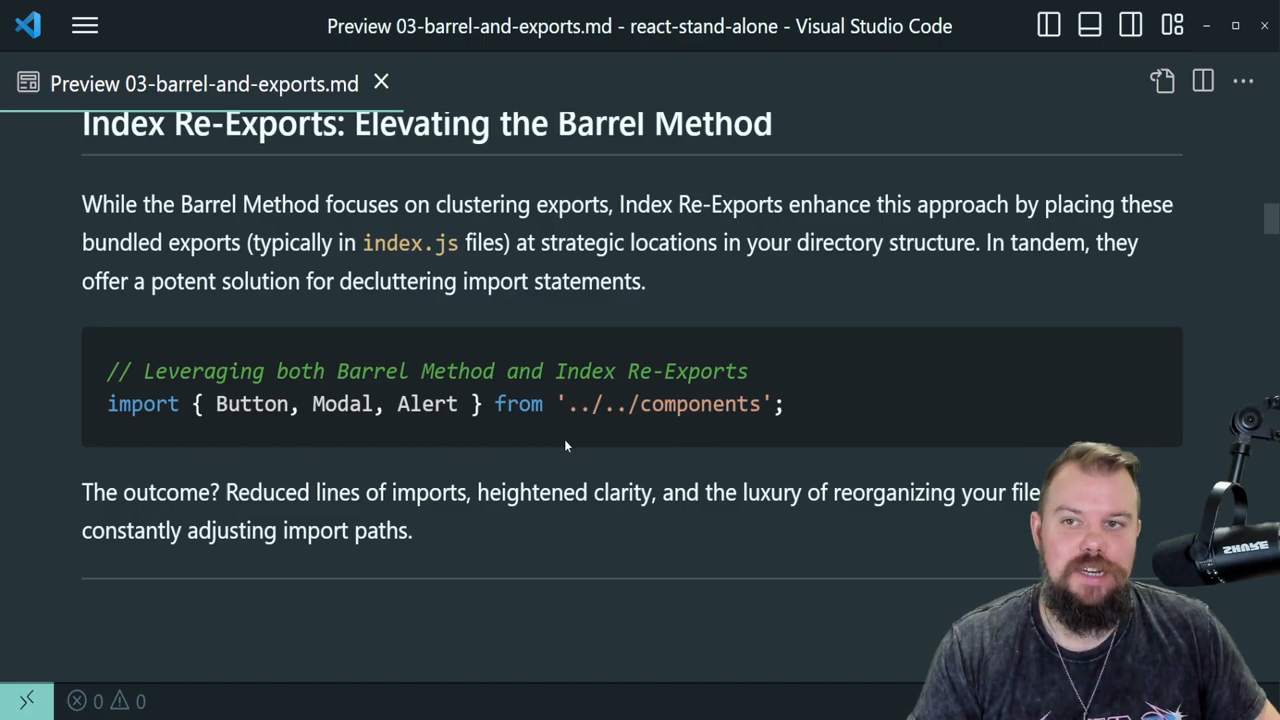 Preview 03-barrel-and-exports.md - react-stand-alone - Visual Studio Code
Preview 03-barrel-and-exports.md
Index Re-Exports: Elevating the Barrel Method
While the Barrel Method focuses on clustering exports, Index Re-Exports enhance this approach by placing these
bundled exports (typically in index.js files) at strategic locations in your directory structure. In tandem, they
offer a potent solution for decluttering import statements.
// Leveraging both Barrel Method and Index Re-Exports
import { Button, Modal, Alert } from '../../components';
The outcome? Reduced lines of imports, heightened clarity, and the luxury of reorganizing your file
constantly adjusting import paths.
SHURE
0 0